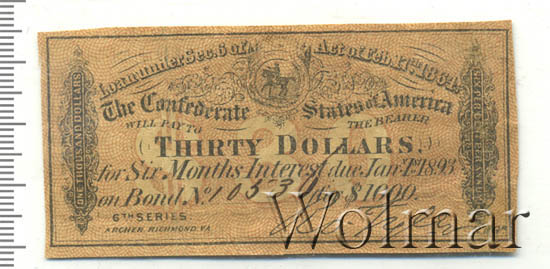 Loan under Sec. 6 of Act of Feb. 17th 1864.
The Confederate States of America
WILL PAY TO THE BEARER
THIRTY DOLLARS.
for Six Months Interest due Jan. 1st 1893
on Bond No. 10530 for $1000.
6TH SERIES
ARCHER, RICHMOND, VA
ONE THOUSAND DOLLARS
Wolmar